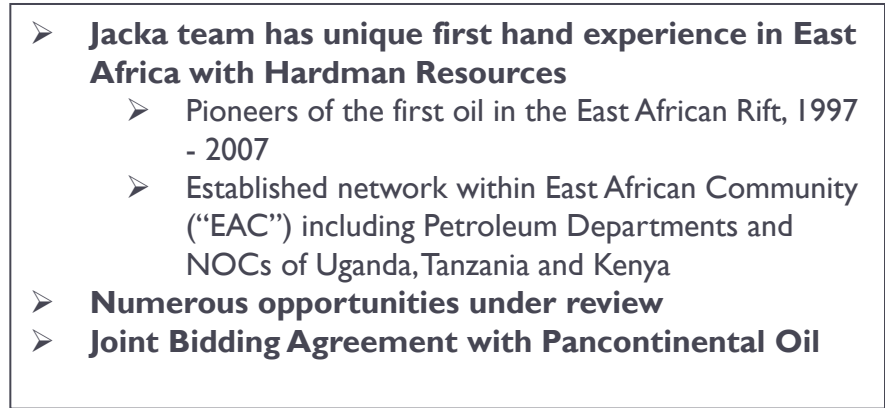 ➢ Jacka team has unique first hand experience in East
Africa with Hardman Resources
➢ Pioneers of the first oil in the East African Rift, 1997
- 2007
➢ Established network within East African Community
(“EAC”) including Petroleum Departments and
NOCs of Uganda, Tanzania and Kenya
➢ Numerous opportunities under review
➢ Joint Bidding Agreement with Pancontinental Oil